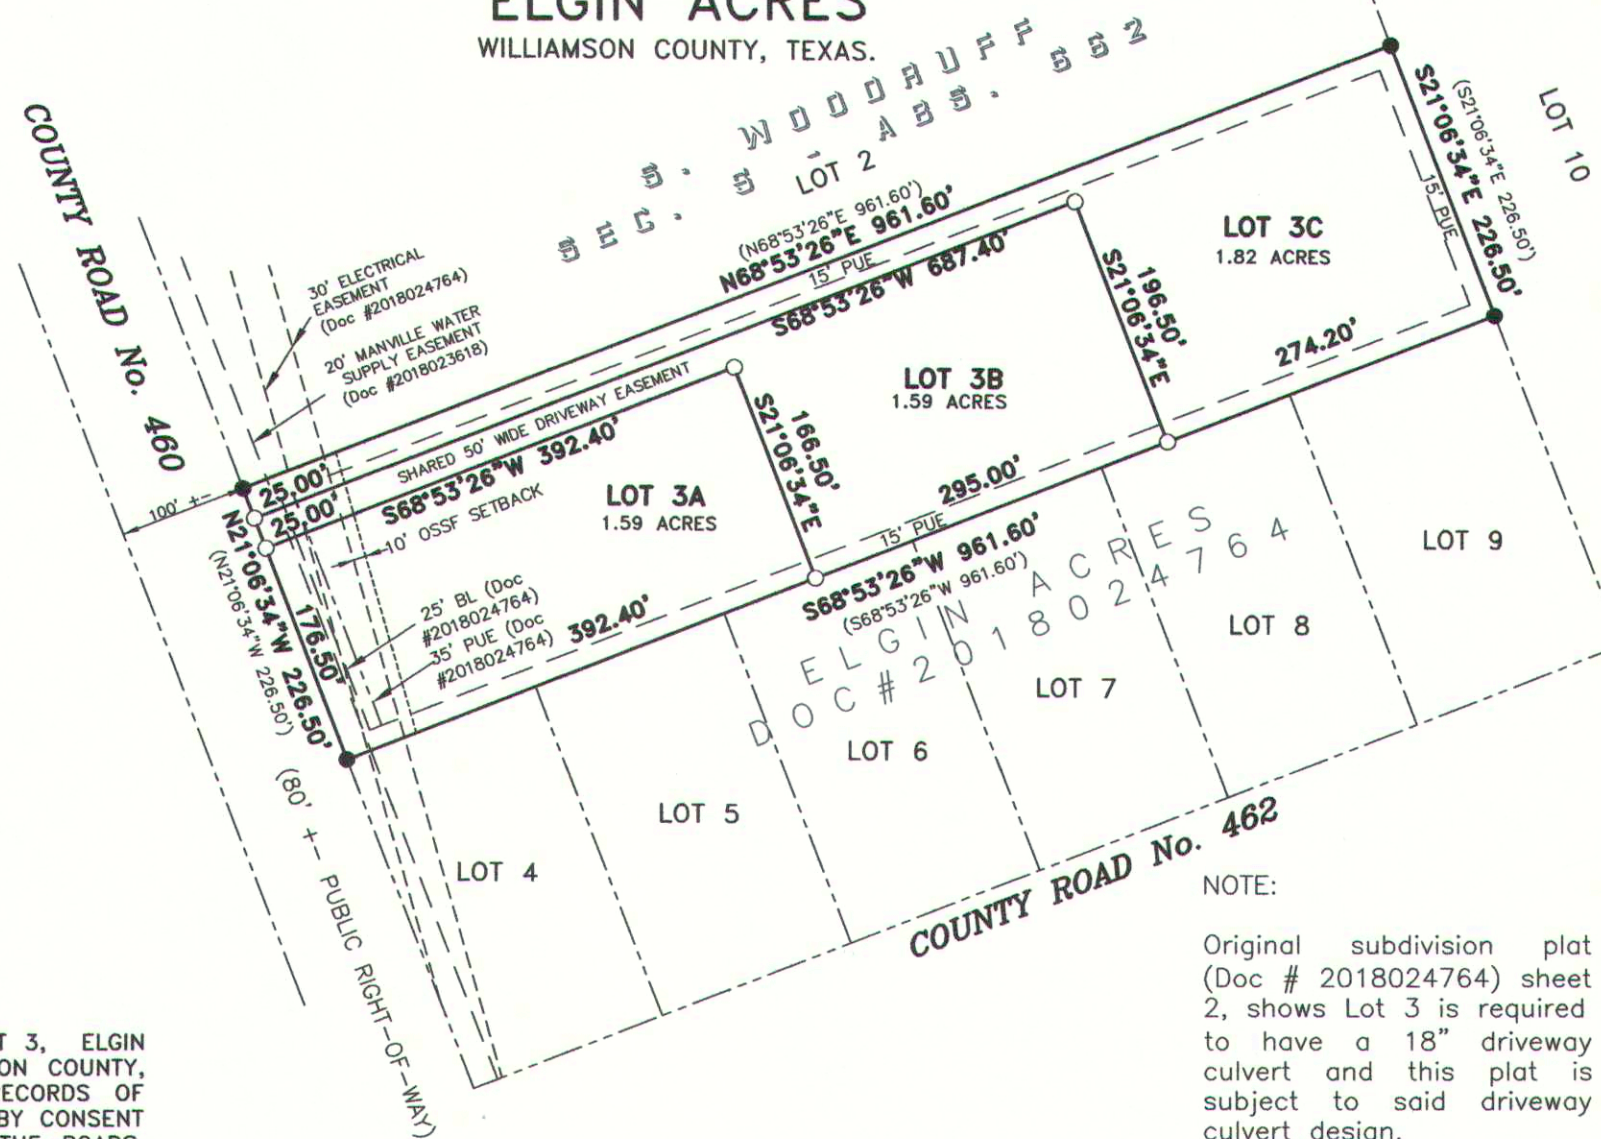 ELGIN ACRES
WILLIAMSON COUNTY, TEXAS.
S. WOODRUFF
SEC. S, ABS. 
COUNTY ROAD No. 460
LOT 2
(N68°53'26"E 961.60')
N68°53'26"E 961.60'
15' PUE
S68°53'26"W 687.40'
30' ELECTRICAL
EASEMENT
(Doc #2018024764)
20' MANVILLE WATER
SUPPLY EASEMENT
(Doc #2018023618)
SHARED 50' WIDE DRIVEWAY EASEMENT
S68°53'26"W 392.40'
10' OSSF SETBACK
100' +-
25.00'
25.00'
N21°06'34"W 226.50'
(N21°06'34"W 226.50')
176.50'
25' BL (Doc
#2018024764)
35' PUE (Doc
#2018024764)
LOT 3A
1.59 ACRES
166.50'
S21°06'34"E
392.40'
LOT 3B
1.59 ACRES
196.50'
S21°06'34"E
295.00'
15' PUE
LOT 3C
1.82 ACRES
274.20'
15' PUE
S21°06'34"E 226.50'
(S21°06'34"E 226.50')
LOT 10
S68°53'26"W 961.60'
(S68°53'26"W 961.60')
ELGIN ACRES
DOC#2018024764
LOT 4
LOT 5
LOT 6
LOT 7
LOT 8
LOT 9
COUNTY ROAD No. 462
(80' +- PUBLIC RIGHT-OF-WAY)
NOTE:
Original subdivision plat
(Doc # 2018024764) sheet
2, shows Lot 3 is required
to have a 18" driveway
culvert and this plat is
subject to said driveway
culvert design.
T 3, ELGIN
ON COUNTY,
ECORDS OF
BY CONSENT
THE ROADS,